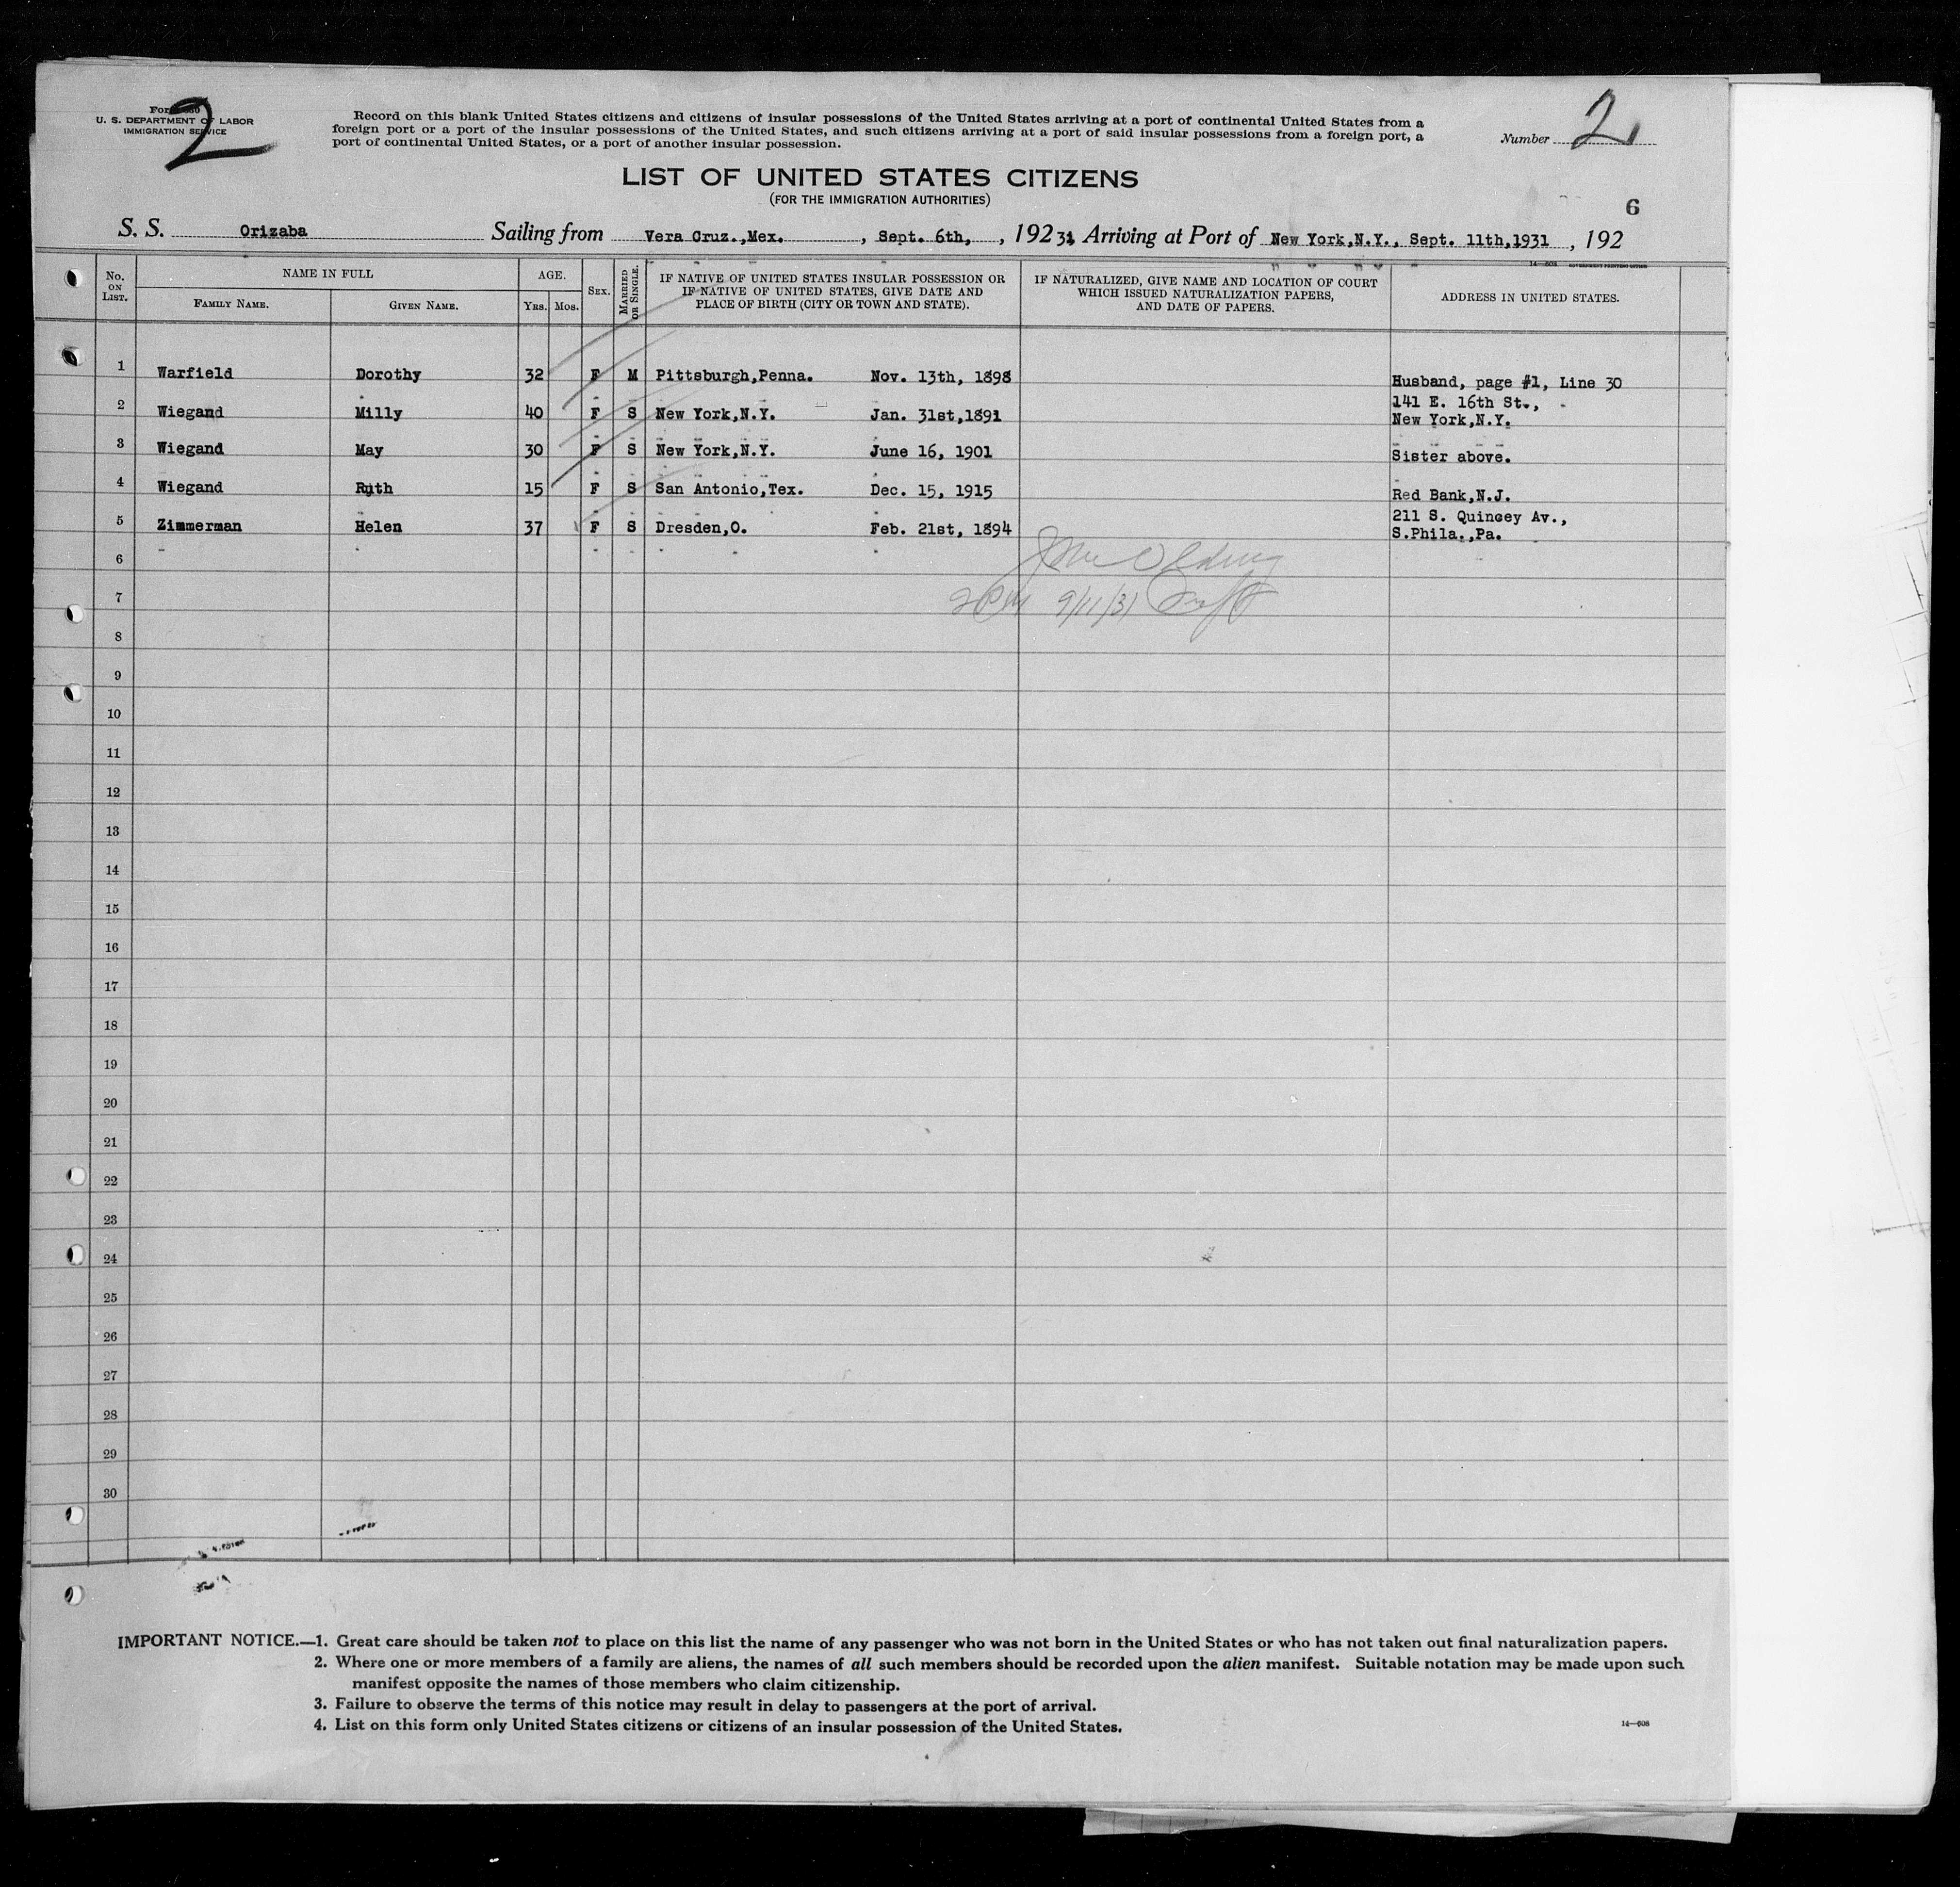 2
U. S. DEPARTMENT OF LABOR
IMMIGRATION SERVICE
Record on this blank United States citizens and citizens of insular possessions of the United States arriving at a port of continental United States from a
foreign port or a port of the insular possessions of the United States, and such citizens arriving at a port of said insular possessions from a foreign port, a
port of continental United States, or a port of another insular possession.
Number 2
LIST OF UNITED STATES CITIZENS
(FOR THE IMMIGRATION AUTHORITIES)
6
S. S. Orizaba Sailing from Vera Cruz.,Mex. , Sept. 6th, , 192 31 Arriving at Port of New York,N.Y., Sept. 11th,1931 , 192
No. ON LIST. NAME IN FULL AGE. SEX. MARRIED OR SINGLE. IF NATIVE OF UNITED STATES INSULAR POSSESSION OR IF NATIVE OF UNITED STATES, GIVE DATE AND PLACE OF BIRTH (CITY OR TOWN AND STATE). IF NATURALIZED, GIVE NAME AND LOCATION OF COURT WHICH ISSUED NATURALIZATION PAPERS, AND DATE OF PAPERS. ADDRESS IN UNITED STATES.
FAMILY NAME. GIVEN NAME. YRS. MOS.
1 Warfield Dorothy 32 F M Pittsburgh,Penna. Nov. 13th, 1898 Husband, page #1, Line 30
2 Wiegand Milly 40 F S New York,N.Y. Jan. 31st,1891 141 E. 16th St., New York,N.Y.
3 Wiegand May 30 F S New York,N.Y. June 16, 1901 Sister above.
4 Wiegand Ruth 15 F S San Antonio,Tex. Dec. 15, 1915 Red Bank,N.J.
5 Zimmerman Helen 37 F S Dresden,O. Feb. 21st, 1894 211 S. Quincey Av., S.Phila.,Pa.
6
7 9/11/31
8
9
10
11
12
13
14
15
16
17
18
19
20
21
22
23
24
25
26
27
28
29
30
IMPORTANT NOTICE.—1. Great care should be taken not to place on this list the name of any passenger who was not born in the United States or who has not taken out final naturalization papers.
2. Where one or more members of a family are aliens, the names of all such members should be recorded upon the alien manifest. Suitable notation may be made upon such
manifest opposite the names of those members who claim citizenship.
3. Failure to observe the terms of this notice may result in delay to passengers at the port of arrival.
4. List on this form only United States citizens or citizens of an insular possession of the United States.
14—608